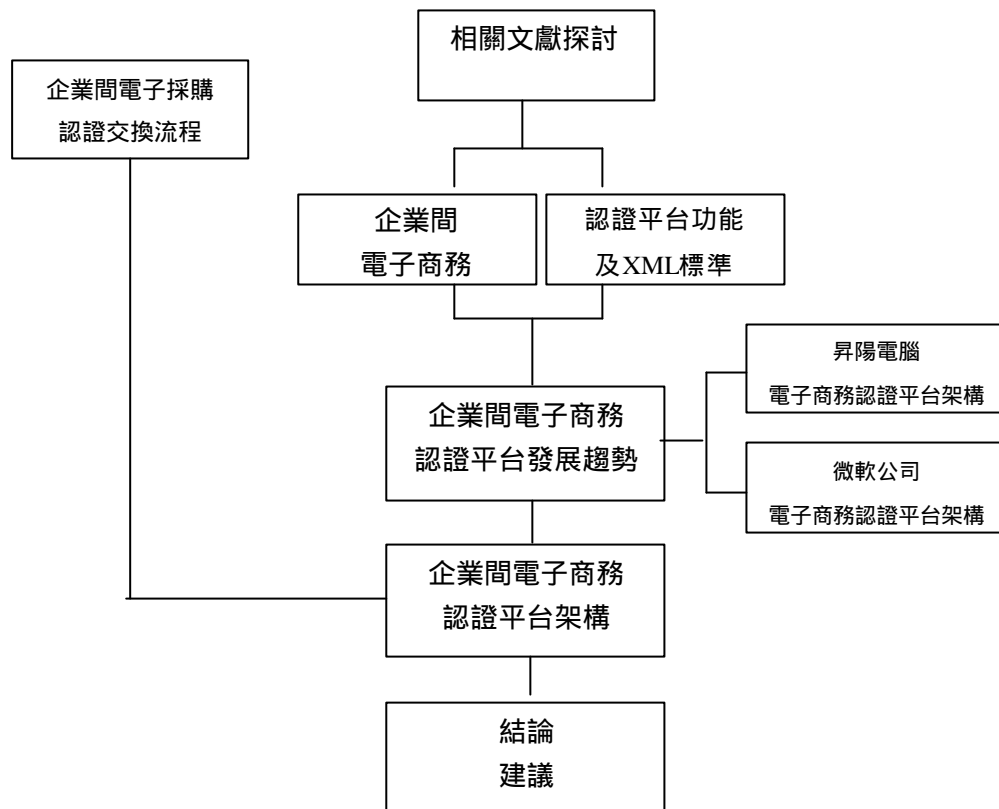 相關文獻探討
企業間電子採購
認證交換流程
企業間
電子商務
認證平台功能
及XML標準
昇陽電腦
電子商務認證平台架構
企業間電子商務
認證平台發展趨勢
微軟公司
電子商務認證平台架構
企業間電子商務
認證平台架構
結論
建議